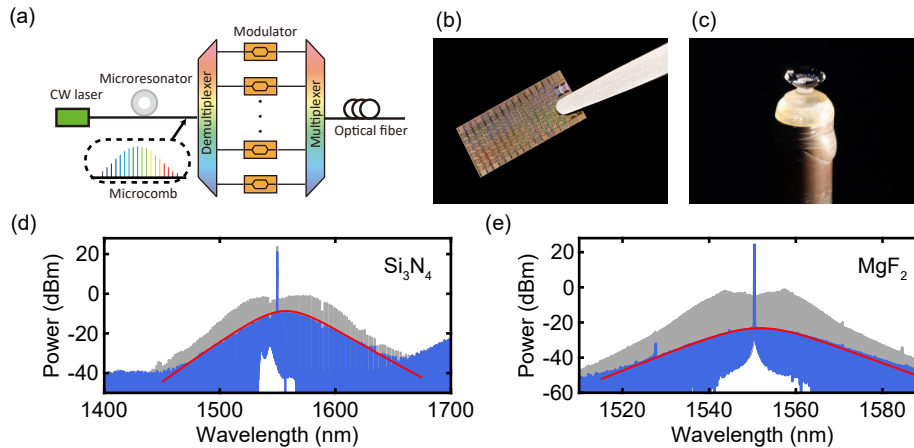 (a)
Modulator
Microresonator
CW laser
Demultiplexer
Multiplexer
Optical fiber
Microcomb
(b)
(c)
(d)
Power (dBm)
20
0
-20
-40
Si₃N₄
1400
1500
1600
1700
Wavelength (nm)
(e)
Power (dBm)
20
0
-20
-40
-60
MgF₂
1520
1540
1560
1580
Wavelength (nm)